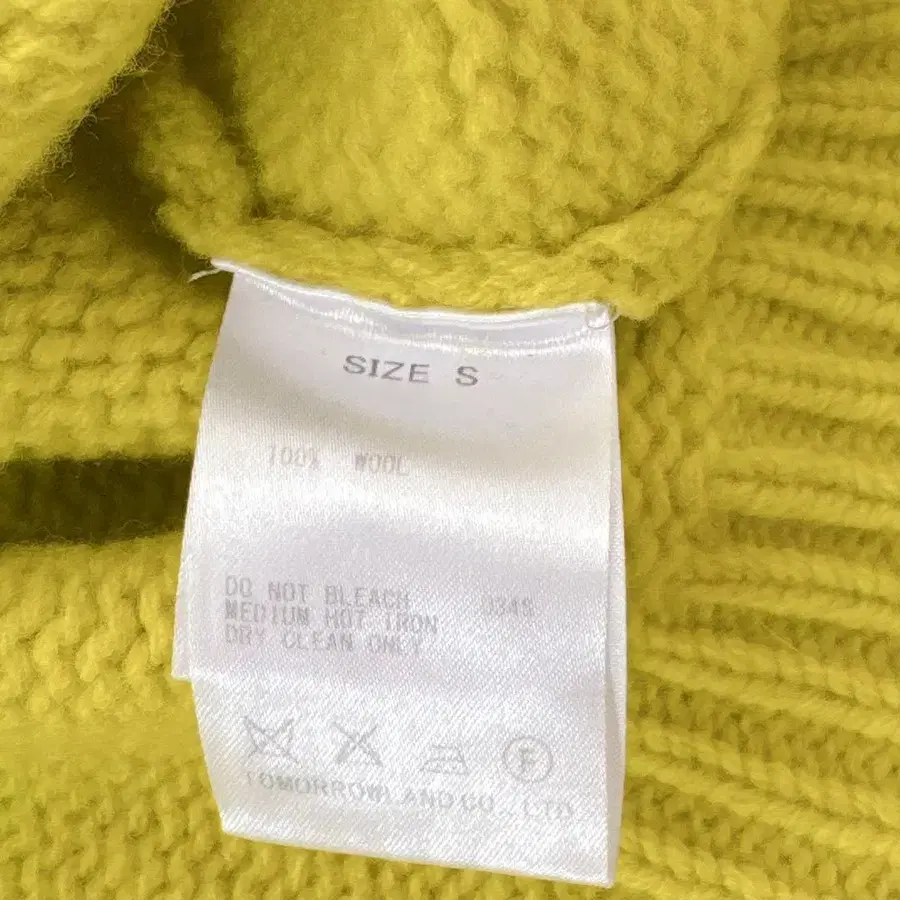 SIZE S
100% WOOL
DO NOT BLEACH
MEDIUM HOT IRON
DRY CLEAN ONLY
F
TOMORROWLAND CO., LTD.